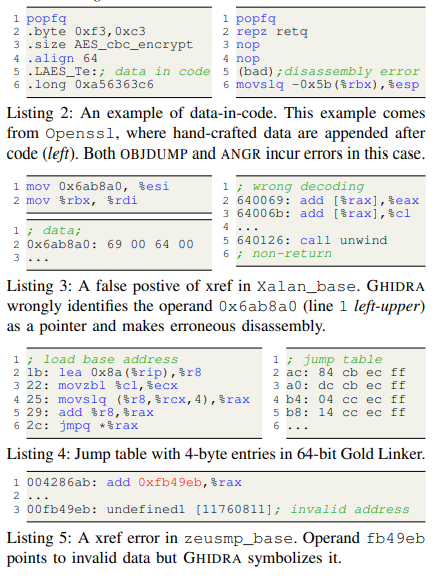 1 popfq
2 .byte 0xf3,0xc3
3 .size AES_cbc_encrypt
4 .align 64
5 .LAES_Te:; data in code
6 .long 0xa56363c6
1 popfq
2 repz retq
3 nop
4 nop
5 (bad);disassembly error
6 movslq -0x5b(%rbx),%esp
Listing 2: An example of data-in-code. This example comes
from Openssl, where hand-crafted data are appended after
code (left). Both OBJDUMP and ANGR incur errors in this case.
1 mov 0x6ab8a0, %esi
2 mov %rbx, %rdi
1 ; data;
2 0x6ab8a0: 69 00 64 00
3 ...
1 ; wrong decoding
2 640069: add [%rax],%eax
3 64006b: add [%rax],%cl
4 ...
5 640126: call unwind
6 ; non-return
Listing 3: A false postive of xref in Xalan_base. GHIDRA
wrongly identifies the operand 0x6ab8a0 (line 1 left-upper)
as a pointer and makes erroneous disassembly.
1 ; load base address
2 1b: lea 0x8a(%rip),%r8
3 22: movzbl %cl,%ecx
4 25: movslq (%r8,%rcx,4),%rax
5 29: add %r8,%rax
6 2c: jmpq *%rax
1 ; jump table
2 ac: 84 cb ec ff
3 a0: dc cb ec ff
4 b4: 04 cc ec ff
5 b8: 14 cc ec ff
6 ...
Listing 4: Jump table with 4-byte entries in 64-bit Gold Linker.
1 004286ab: add 0xfb49eb,%rax
2 ...
3 00fb49eb: undefined1 [11760811]; invalid address
Listing 5: A xref error in zeusmp_base. Operand fb49eb
points to invalid data but GHIDRA symbolizes it.